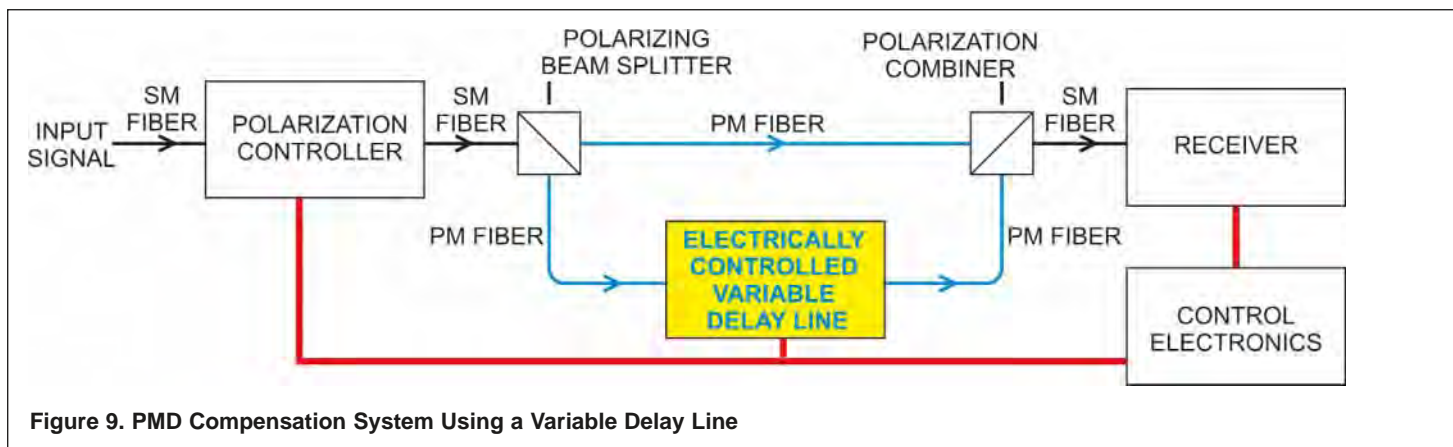 POLARIZING
BEAM SPLITTER
POLARIZATION
COMBINER
SM
FIBER
INPUT
SIGNAL
POLARIZATION
CONTROLLER
SM
FIBER
PM FIBER
SM
FIBER
RECEIVER
PM FIBER
ELECTRICALLY
CONTROLLED
VARIABLE
DELAY LINE
PM FIBER
CONTROL
ELECTRONICS
Figure 9. PMD Compensation System Using a Variable Delay Line